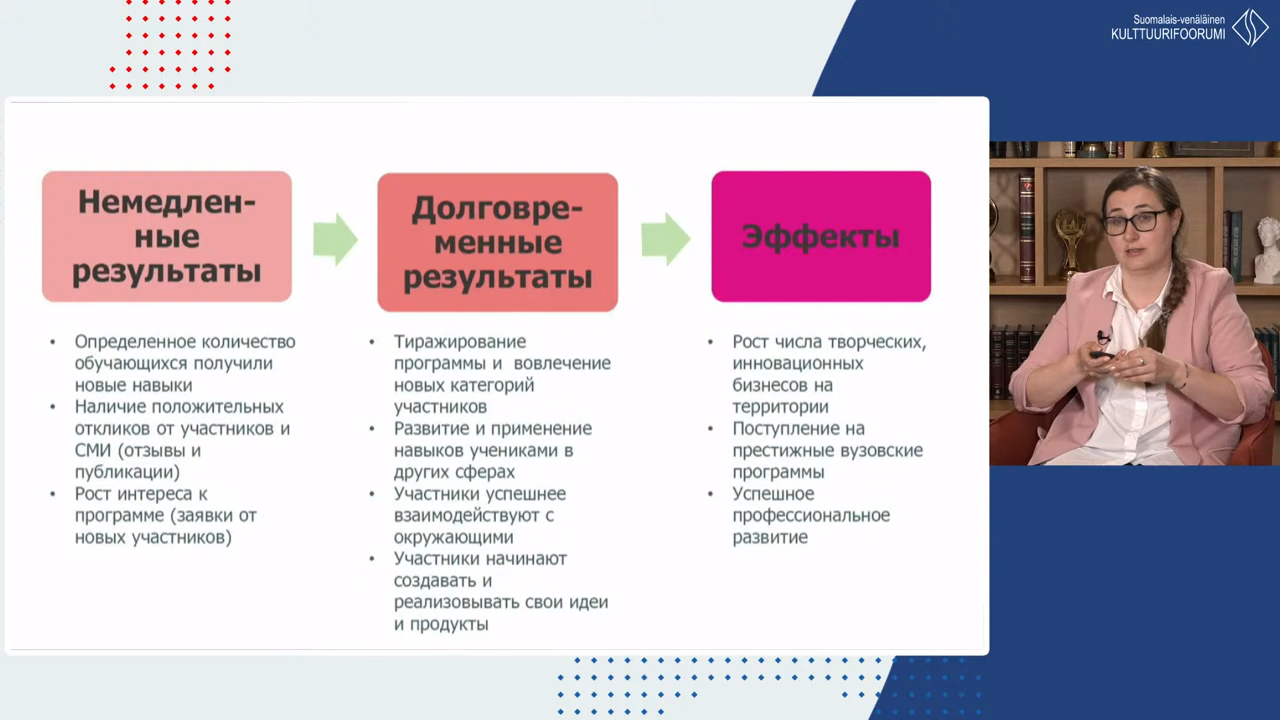 Suomalais-venäläinen
KULTTUURIFOORUMI
Немедлен-
ные
результаты
Долговре-
менные
результаты
Эффекты
• Определенное количество
обучающихся получили
новые навыки
• Наличие положительных
откликов от участников и
СМИ (отзывы и
публикации)
• Рост интереса к
программе (заявки от
новых участников)
• Тиражирование
программы и вовлечение
новых категорий
участников
• Развитие и применение
навыков учениками в
других сферах
• Участники успешнее
взаимодействуют с
окружающими
• Участники начинают
создавать и
реализовывать свои идеи
и продукты
• Рост числа творческих,
инновационных
бизнесов на
территории
• Поступление на
престижные вузовские
программы
• Успешное
профессиональное
развитие